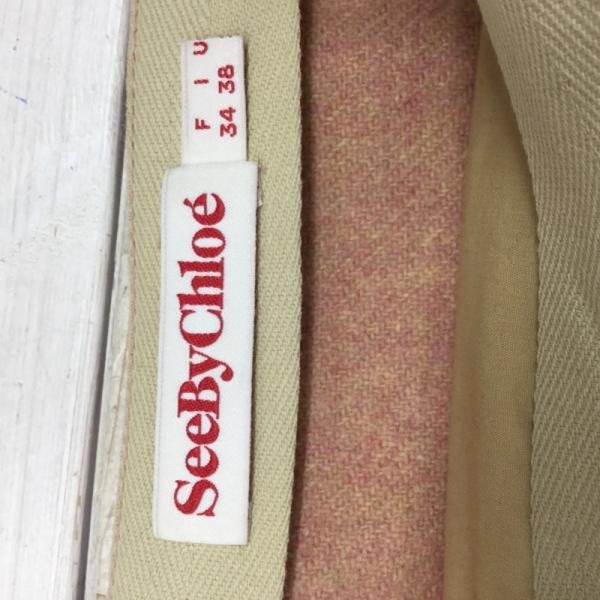 F I U
34 38
SeeByChloé